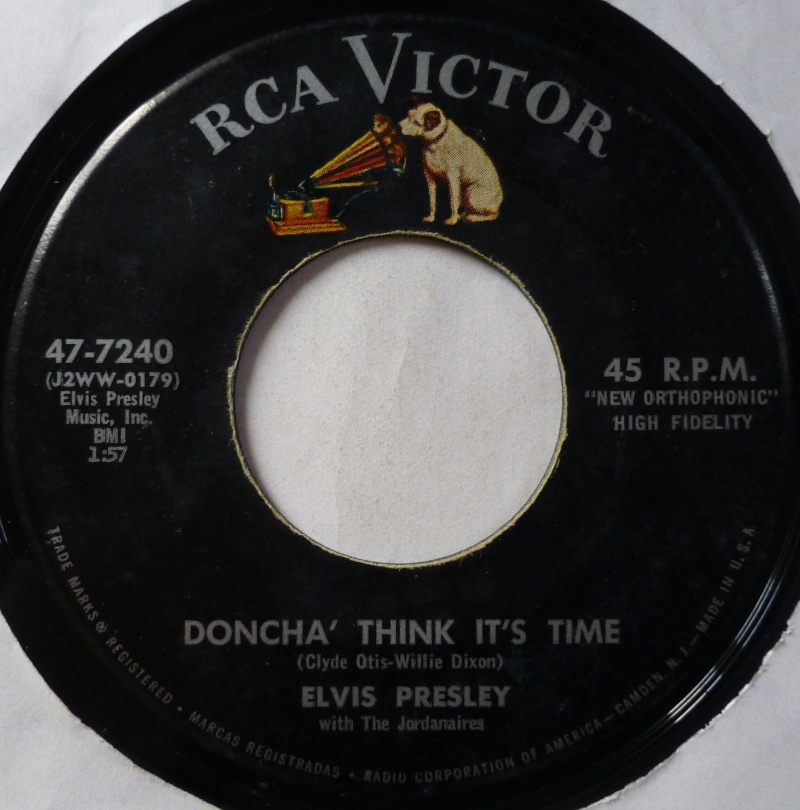 RCA VICTOR
47-7240
(J2WW-0179)
Elvis Presley
Music, Inc.
BMI
1:57
45 R.P.M.
"NEW ORTHOPHONIC"
HIGH FIDELITY
DONCHA' THINK IT'S TIME
(Clyde Otis-Willie Dixon)
ELVIS PRESLEY
with The Jordanaires
TRADE MARKS ® REGISTERED • MARCAS REGISTRADAS • RADIO CORPORATION OF AMERICA—CAMDEN, N. J.—MADE IN U. S. A.